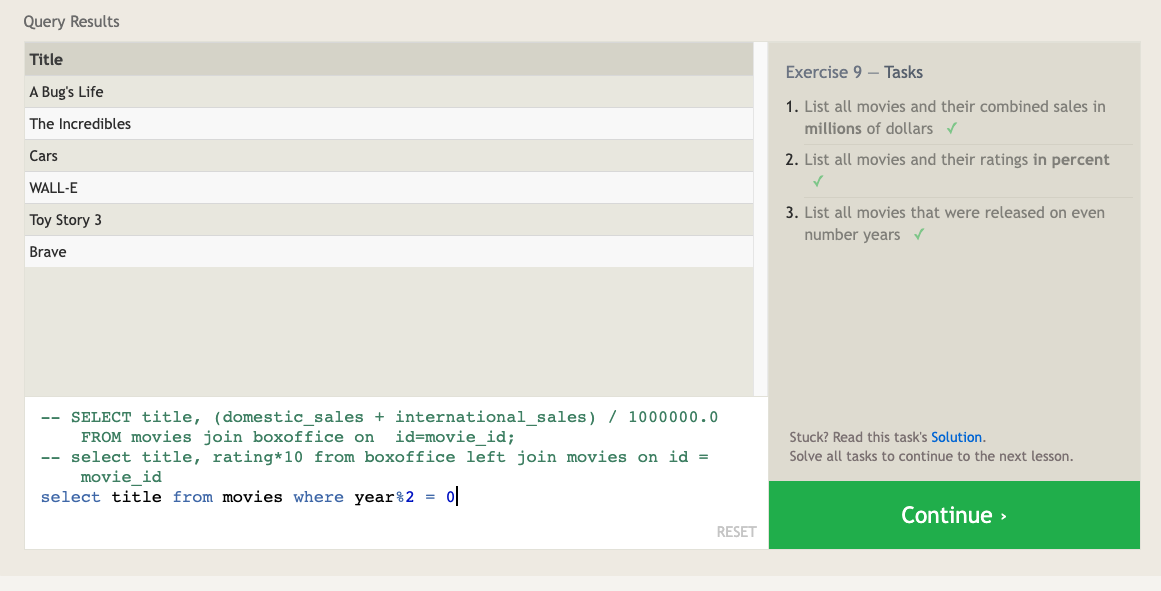 Query Results
Title
A Bug's Life
The Incredibles
Cars
WALL-E
Toy Story 3
Brave
-- SELECT title, (domestic_sales + international_sales) / 1000000.0
FROM movies join boxoffice on  id=movie_id;
-- select title, rating*10 from boxoffice left join movies on id =
movie_id
select title from movies where year%2 = 0
RESET
Exercise 9 — Tasks
1. List all movies and their combined sales in
millions of dollars ✓
2. List all movies and their ratings in percent
✓
3. List all movies that were released on even
number years ✓
Stuck? Read this task's Solution.
Solve all tasks to continue to the next lesson.
Continue ›